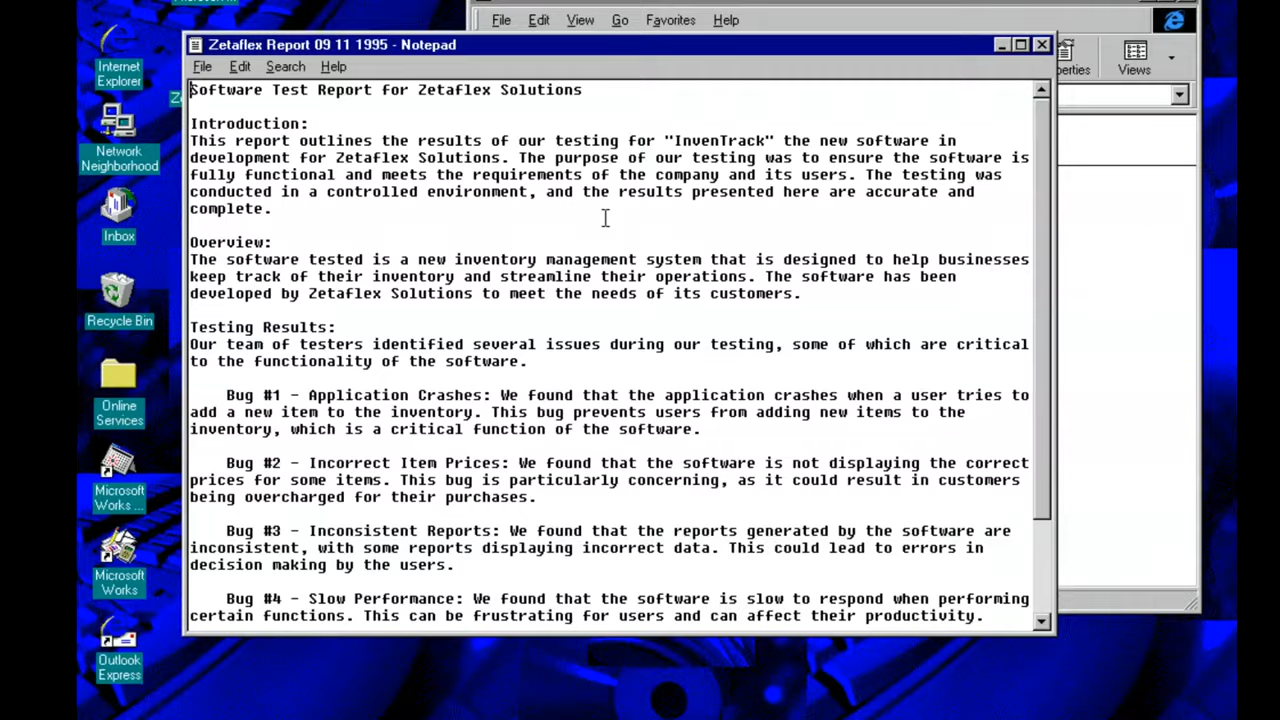 Microsoft ...
File Edit View Go Favorites Help
Zetaflex Report 09 11 1995 - Notepad
File Edit Search Help
Views
Internet
Explorer
Network
Neighborhood
Inbox
Recycle Bin
Online
Services
Microsoft
Works ...
Microsoft
Works
Outlook
Express
Software Test Report for Zetaflex Solutions
Introduction:
This report outlines the results of our testing for "InvenTrack" the new software in
development for Zetaflex Solutions. The purpose of our testing was to ensure the software is
fully functional and meets the requirements of the company and its users. The testing was
conducted in a controlled environment, and the results presented here are accurate and
complete.
Overview:
The software tested is a new inventory management system that is designed to help businesses
keep track of their inventory and streamline their operations. The software has been
developed by Zetaflex Solutions to meet the needs of its customers.
Testing Results:
Our team of testers identified several issues during our testing, some of which are critical
to the functionality of the software.
Bug #1 - Application Crashes: We found that the application crashes when a user tries to
add a new item to the inventory. This bug prevents users from adding new items to the
inventory, which is a critical function of the software.
Bug #2 - Incorrect Item Prices: We found that the software is not displaying the correct
prices for some items. This bug is particularly concerning, as it could result in customers
being overcharged for their purchases.
Bug #3 - Inconsistent Reports: We found that the reports generated by the software are
inconsistent, with some reports displaying incorrect data. This could lead to errors in
decision making by the users.
Bug #4 - Slow Performance: We found that the software is slow to respond when performing
certain functions. This can be frustrating for users and can affect their productivity.